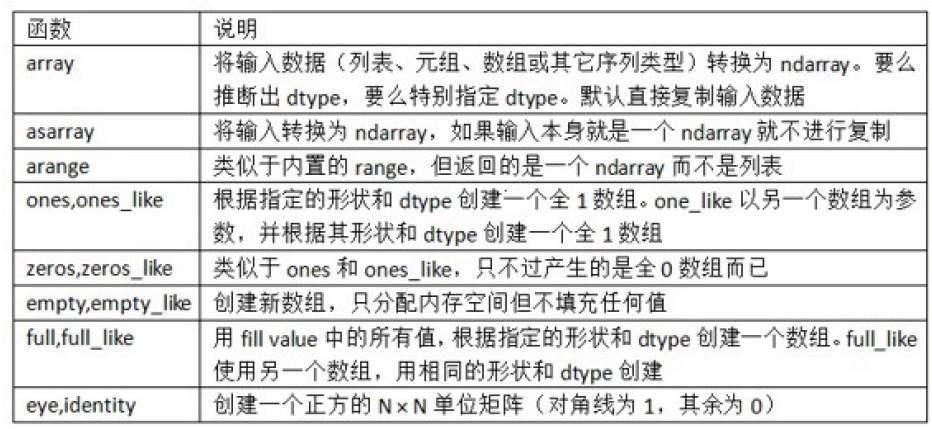 函数 说明
array 将输入数据（列表、元组、数组或其它序列类型）转换为 ndarray。要么
推断出 dtype，要么特别指定 dtype。默认直接复制输入数据
asarray 将输入转换为 ndarray，如果输入本身就是一个 ndarray 就不进行复制
arange 类似于内置的 range，但返回的是一个 ndarray 而不是列表
ones,ones_like 根据指定的形状和 dtype 创建一个全 1 数组。one_like 以另一个数组为参
数，并根据其形状和 dtype 创建一个全 1 数组
zeros,zeros_like 类似于 ones 和 ones_like，只不过产生的是全 0 数组而已
empty,empty_like 创建新数组，只分配内存空间但不填充任何值
full,full_like 用 fill value 中的所有值，根据指定的形状和 dtype 创建一个数组。full_like
使用另一个数组，用相同的形状和 dtype 创建
eye,identity 创建一个正方的 N × N 单位矩阵（对角线为 1，其余为 0）